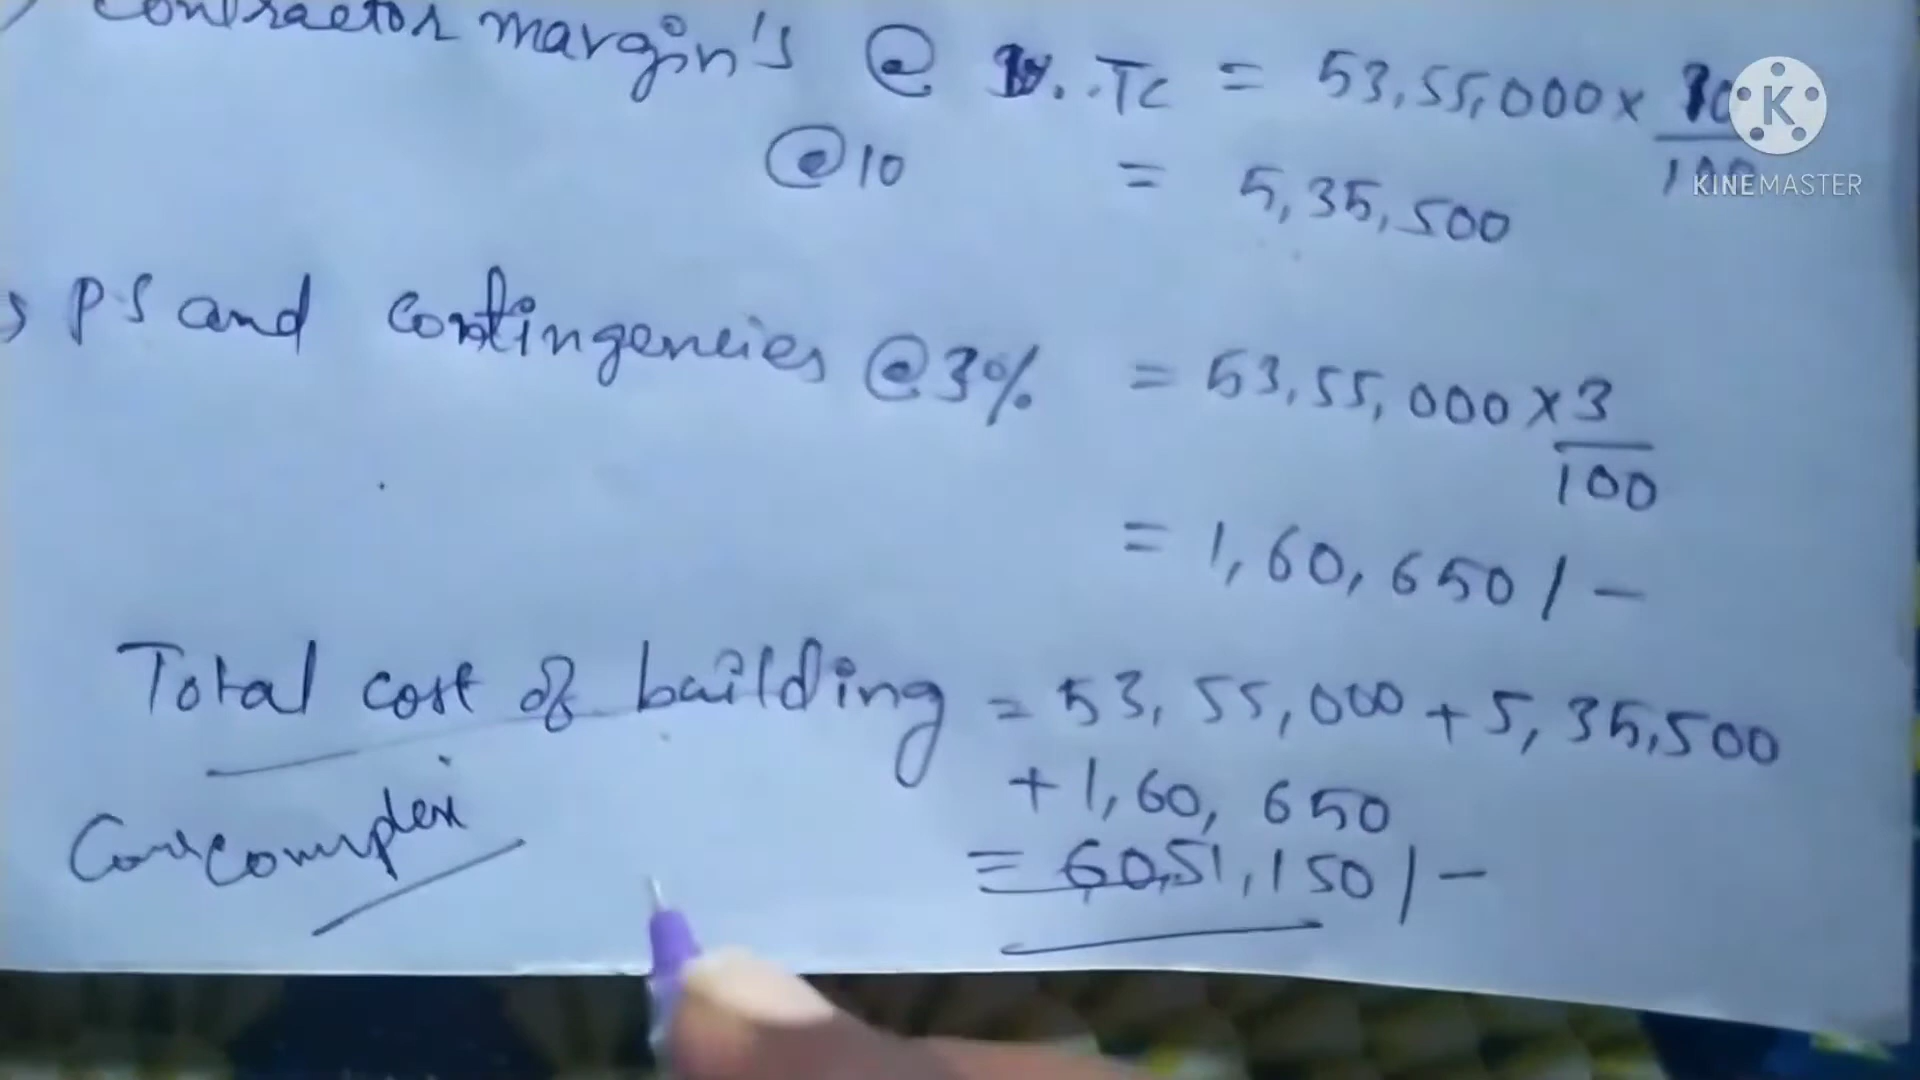 Contractor margin's @ .. Tc = 53,55,000 x 10
100
@10 = 5,35,500
PS and contingencies @3% = 53,55,000 x 3
100
= 1,60,650/-
Total cost of building = 53,55,000 + 5,35,500
+ 1,60,650
complex
= 60,51,150/-
K
KINEMASTER